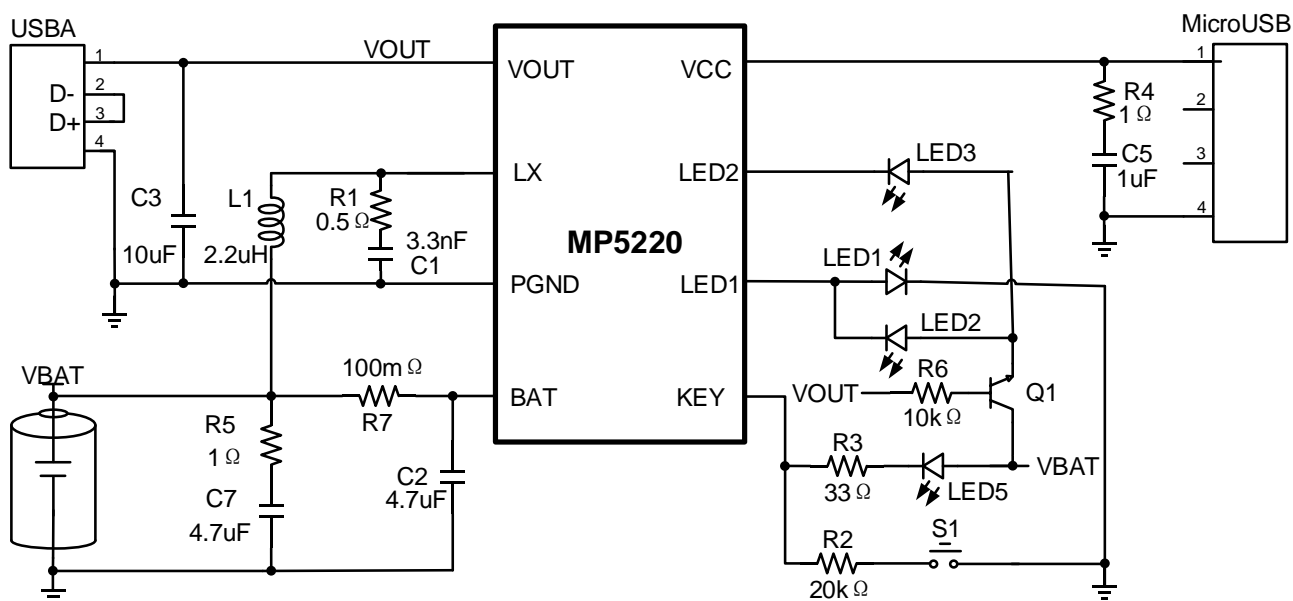 USBA
MicroUSB
1
D- 2
D+ 3
4
VOUT
VOUT
VCC
1
2
3
4
R4
1Ω
C5
1uF
C3
10uF
L1
2.2uH
R1
0.5Ω
3.3nF
C1
LX
PGND
BAT
MP5220
LED2
LED1
KEY
LED3
LED1
LED2
VBAT
100mΩ
R7
R5
1Ω
C7
4.7uF
C2
4.7uF
VOUT
R6
10kΩ
Q1
R3
33Ω
LED5
VBAT
R2
20kΩ
S1